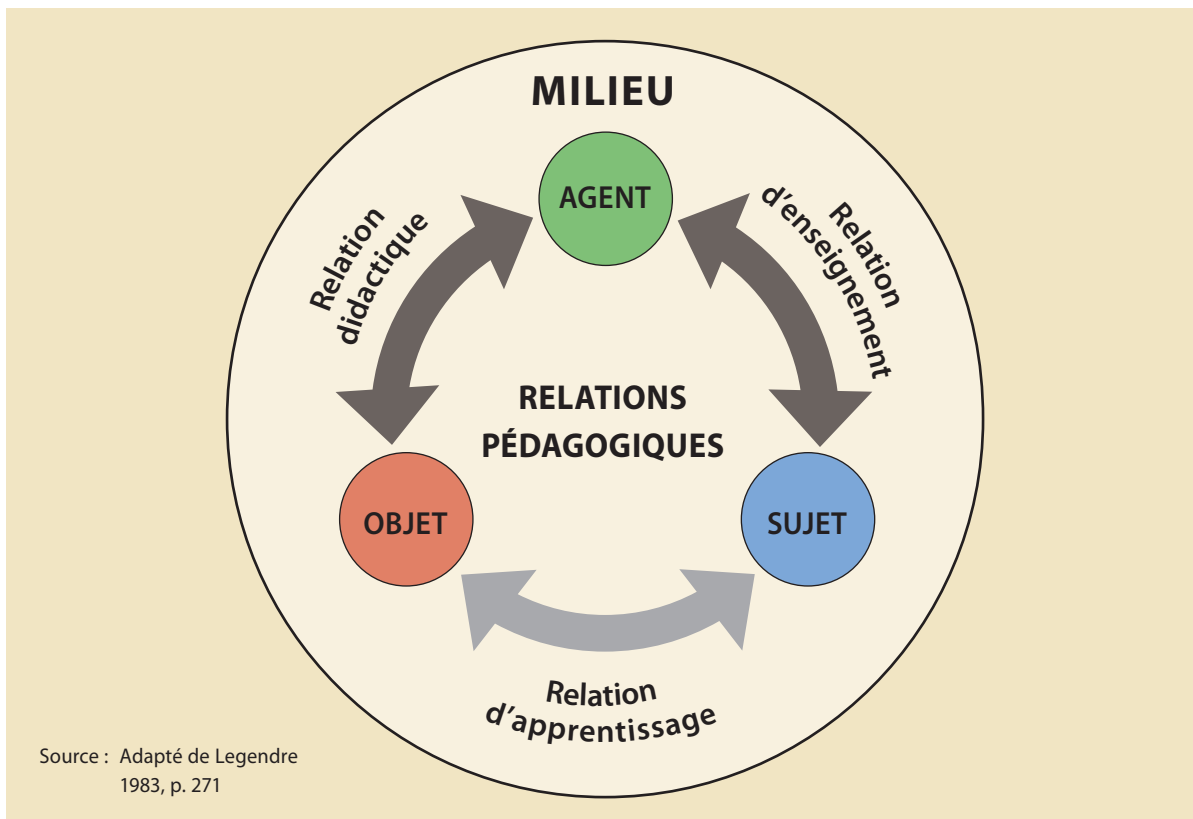 MILIEU
AGENT
Relation
didactique
Relation
d'enseignement
RELATIONS
PÉDAGOGIQUES
OBJET
SUJET
Relation
d'apprentissage
Source : Adapté de Legendre
1983, p. 271